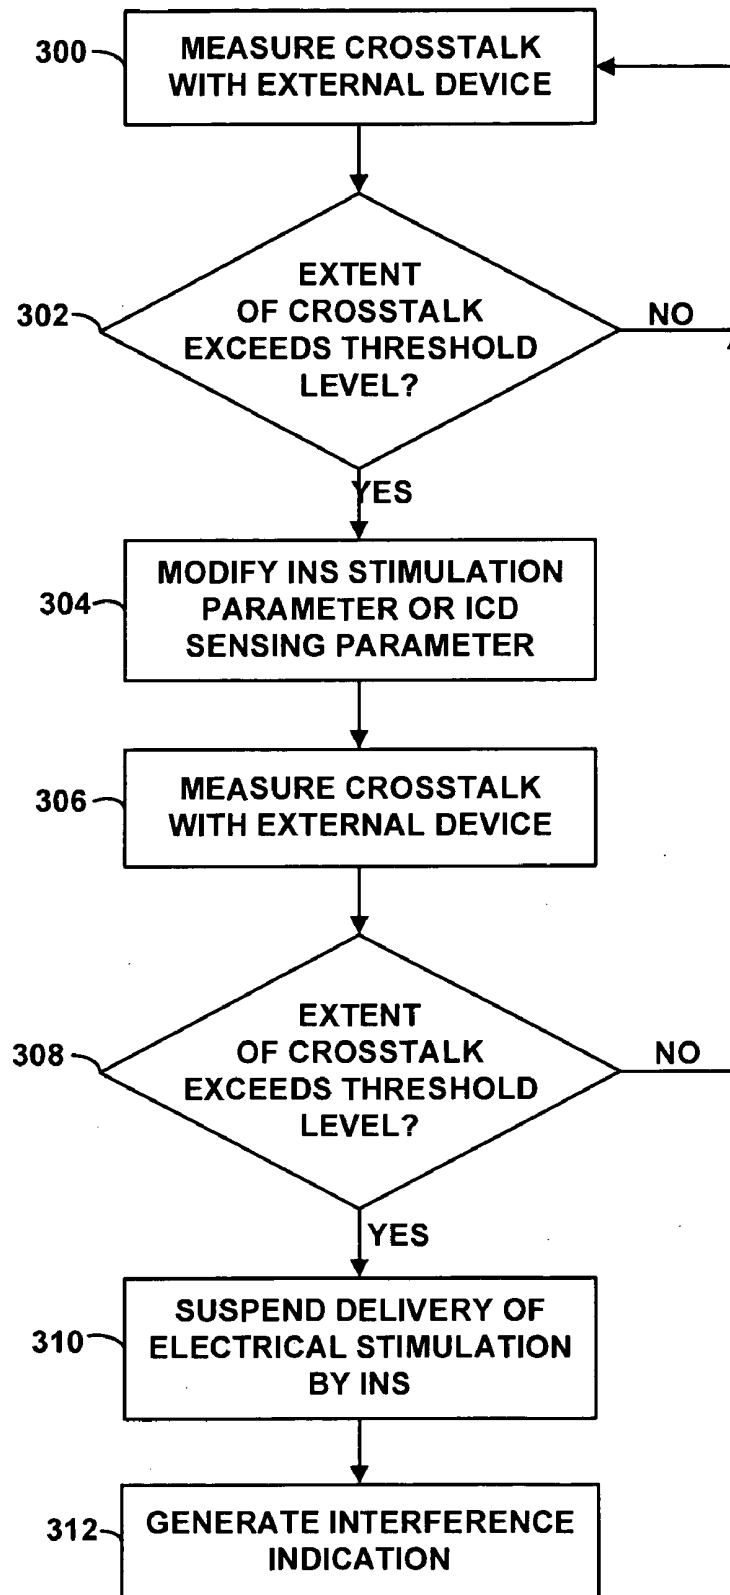 300
MEASURE CROSSTALK
WITH EXTERNAL DEVICE
302
EXTENT
OF CROSSTALK
EXCEEDS THRESHOLD
LEVEL?
NO
YES
304
MODIFY INS STIMULATION
PARAMETER OR ICD
SENSING PARAMETER
306
MEASURE CROSSTALK
WITH EXTERNAL DEVICE
308
EXTENT
OF CROSSTALK
EXCEEDS THRESHOLD
LEVEL?
NO
YES
310
SUSPEND DELIVERY OF
ELECTRICAL STIMULATION
BY INS
312
GENERATE INTERFERENCE
INDICATION